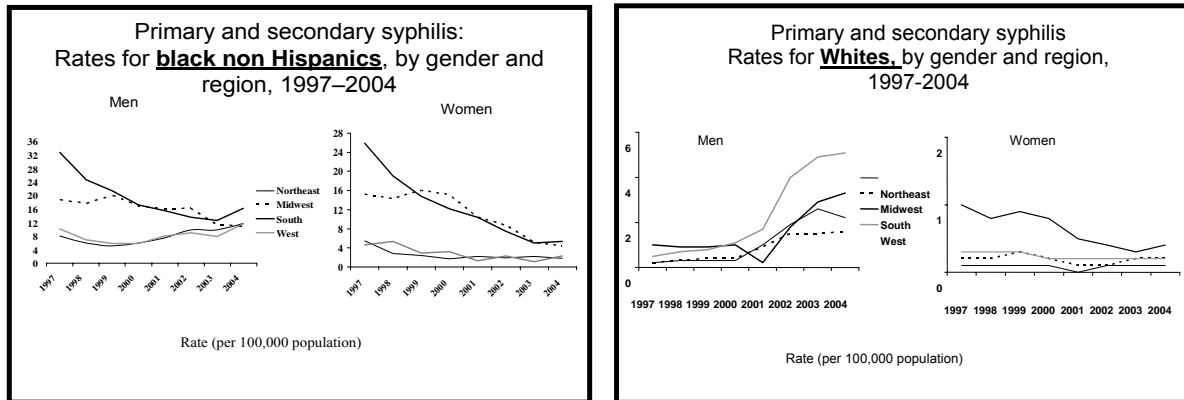 Primary and secondary syphilis:
Rates for black non Hispanics, by gender and
region, 1997–2004
Men
Women
36
32
28
24
20
16
12
8
4
0
1997
1998
1999
2000
2001
2002
2003
2004
Northeast
Midwest
South
West
28
24
20
16
12
8
4
0
1997
1998
1999
2000
2001
2002
2003
2004
Rate (per 100,000 population)
Primary and secondary syphilis
Rates for Whites, by gender and region,
1997-2004
Men
Women
6
4
2
0
1997 1998 1999 2000 2001 2002 2003 2004
Northeast
Midwest
South
West
2
1
0
1997 1998 1999 2000 2001 2002 2003 2004
Rate (per 100,000 population)